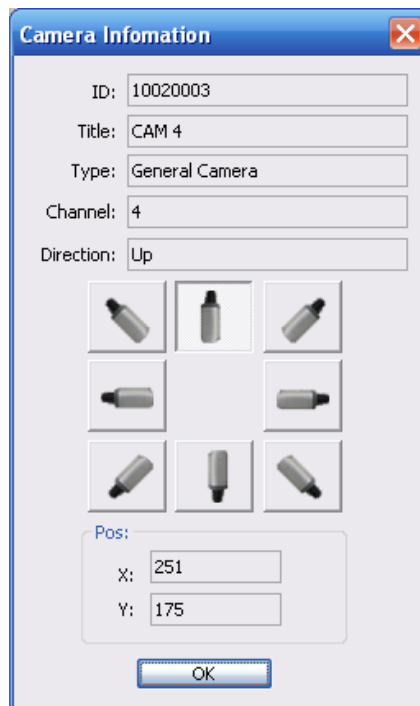 Camera Infomation
ID: 10020003
Title: CAM 4
Type: General Camera
Channel: 4
Direction: Up
Pos:
X: 251
Y: 175
OK